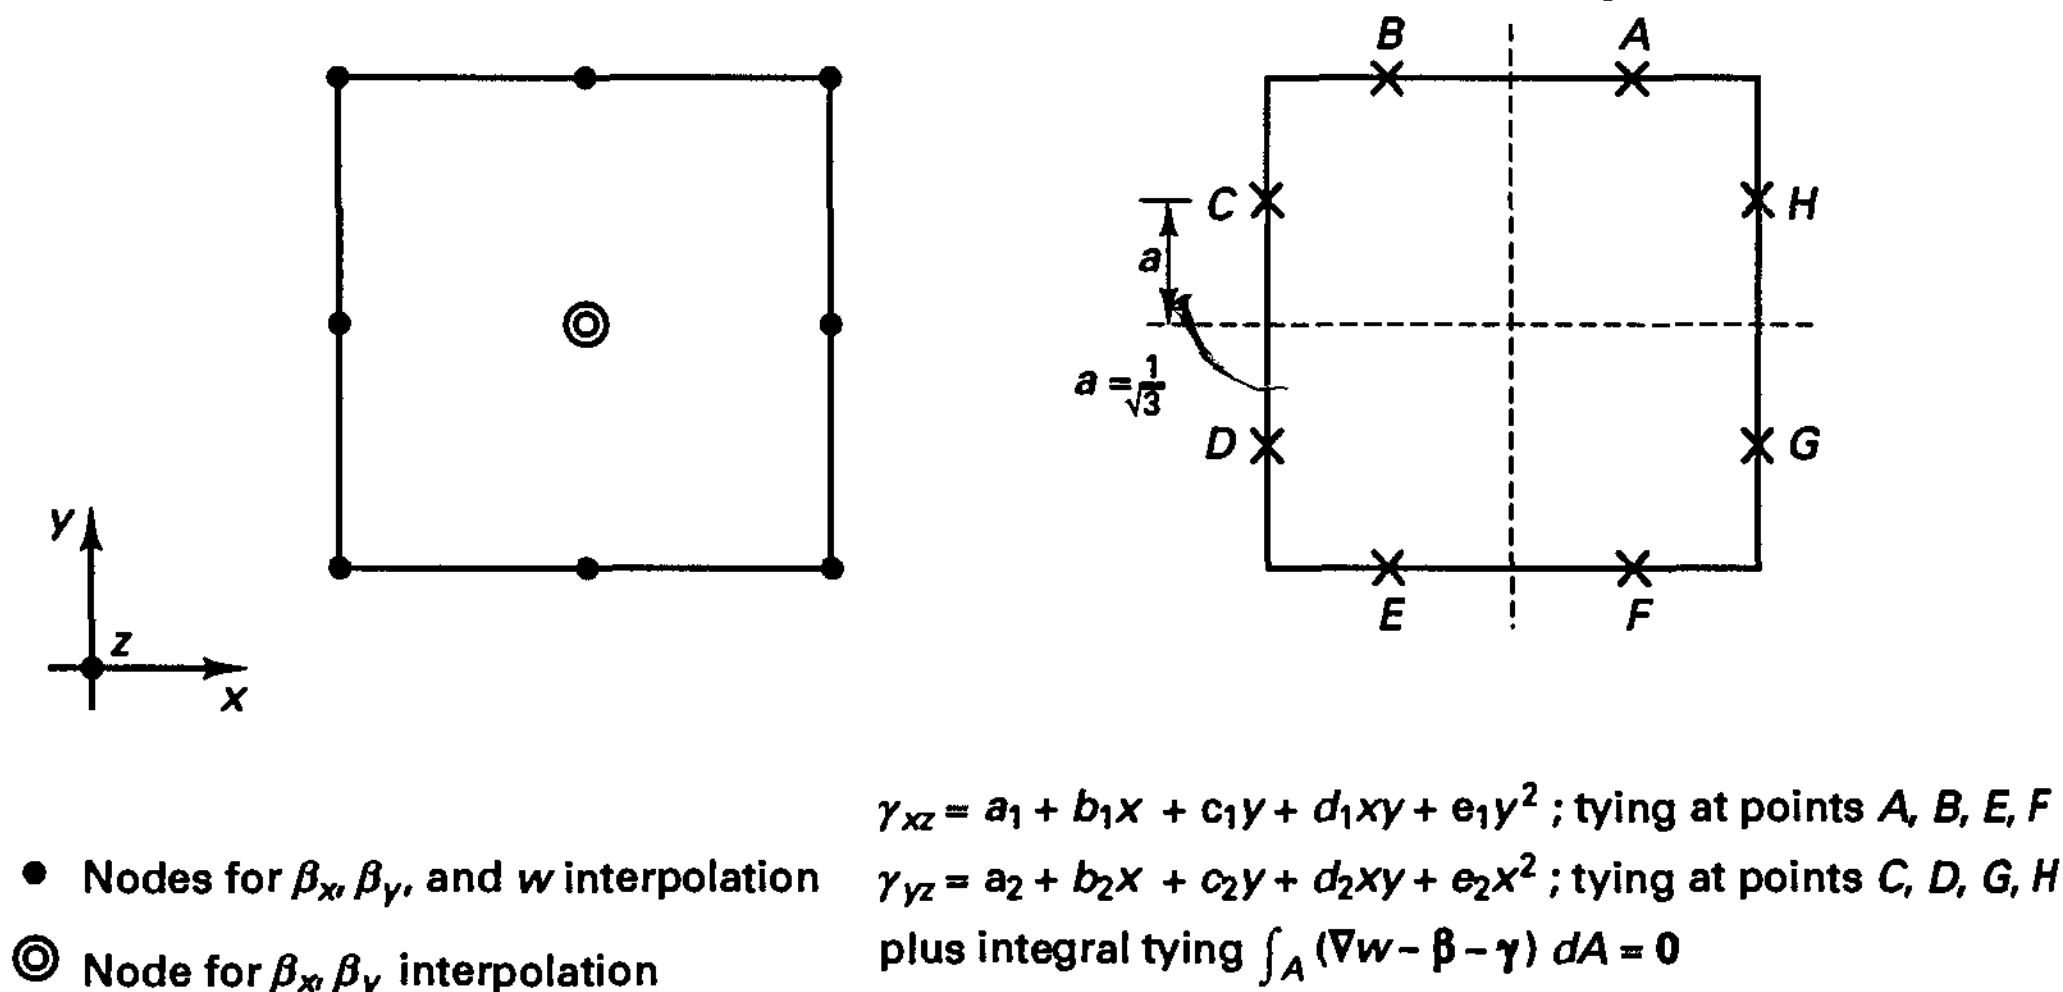 B A
C H
a
a = 1/√3
D G
E F
y
z
x
γxz = a₁ + b₁x + c₁y + d₁xy + e₁y² ; tying at points A, B, E, F
● Nodes for βx, βy, and w interpolation
γyz = a₂ + b₂x + c₂y + d₂xy + e₂x² ; tying at points C, D, G, H
plus integral tying ∫A (∇w – β – γ) dA = 0
◎ Node for βx, βy interpolation